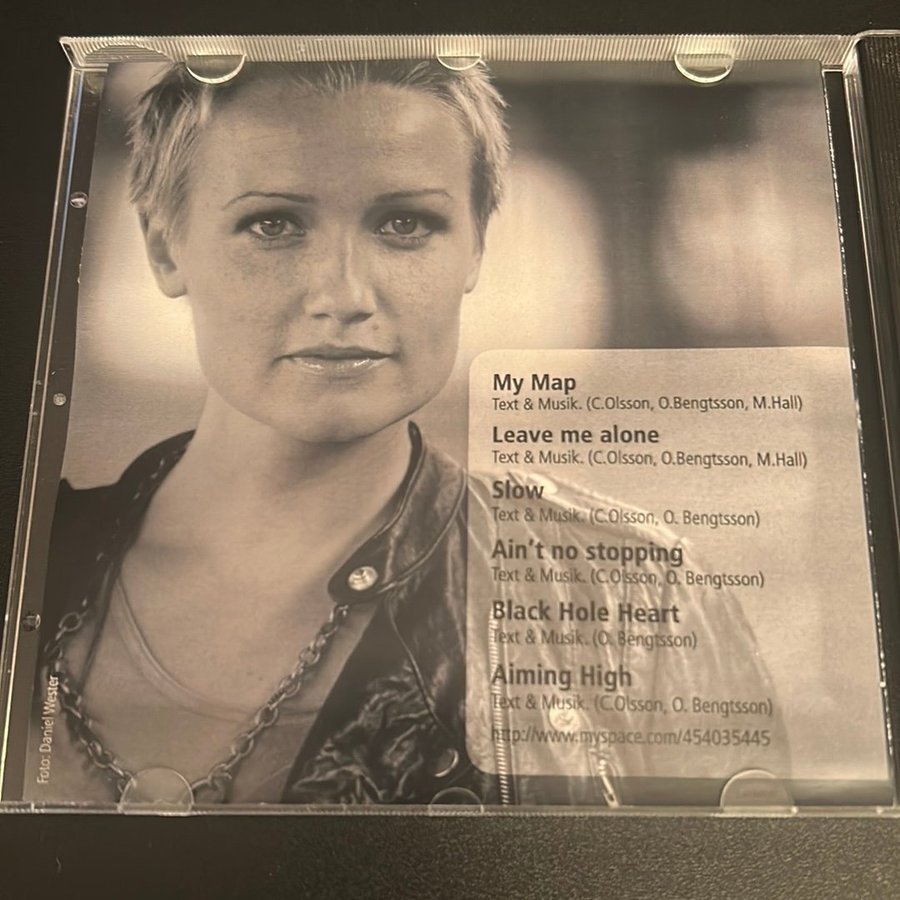 My Map
Text & Musik. (C.Olsson, O.Bengtsson, M.Hall)
Leave me alone
Text & Musik. (C.Olsson, O.Bengtsson, M.Hall)
Slow
Text & Musik. (C.Olsson, O. Bengtsson)
Ain't no stopping
Text & Musik. (C.Olsson, O. Bengtsson)
Black Hole Heart
Text & Musik. (O. Bengtsson)
Aiming High
Text & Musik. (C.Olsson, O. Bengtsson)
http://www.myspace.com/454035445
Foto: Daniel Wester